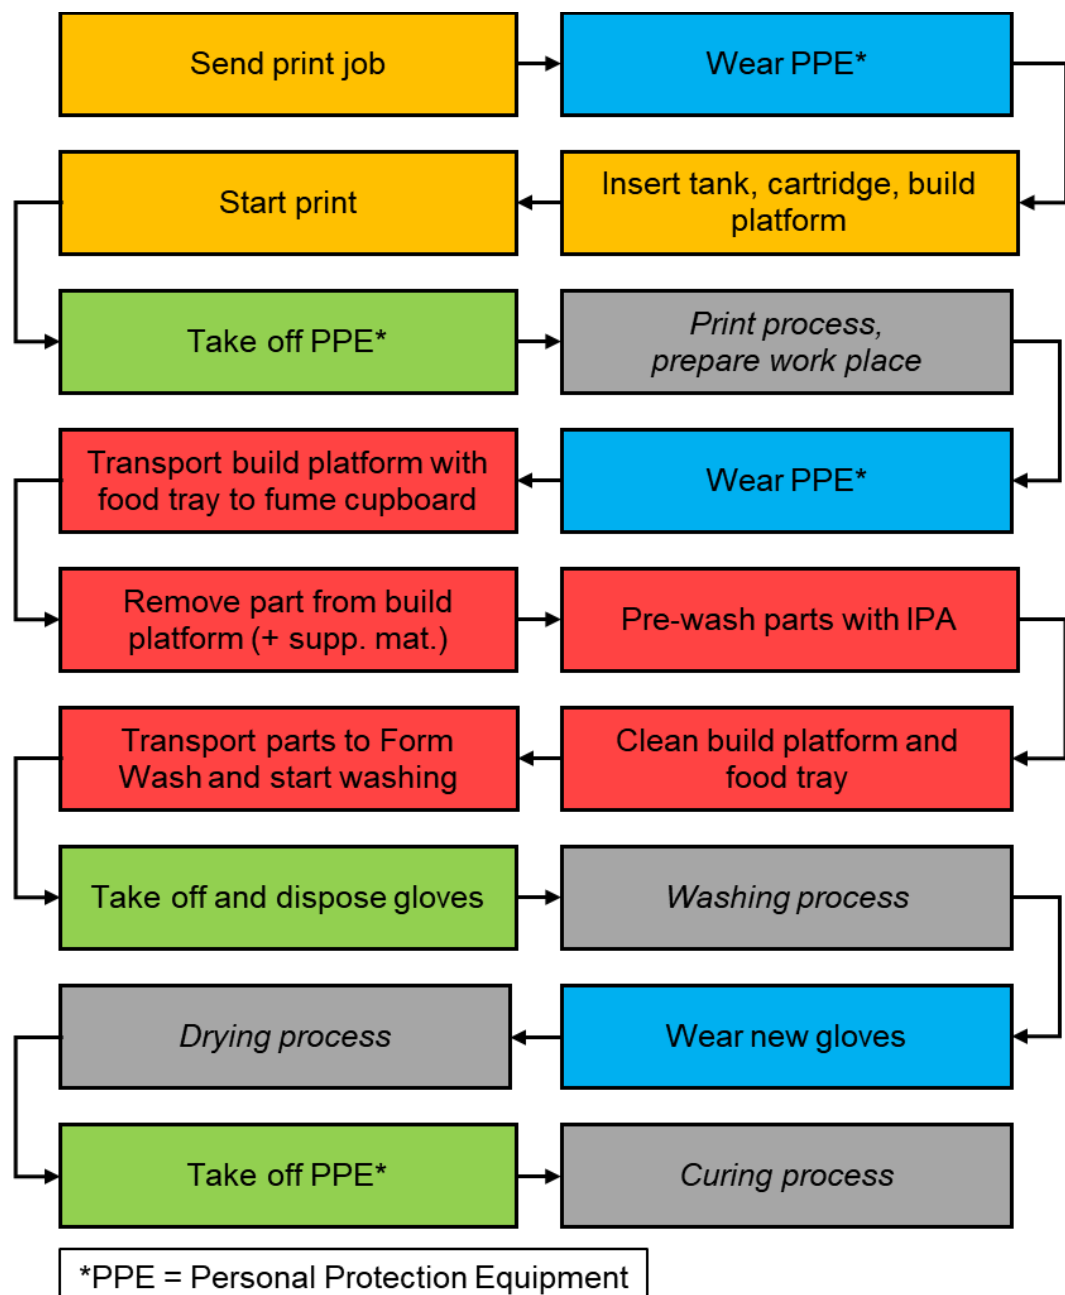 Send print job
Wear PPE*
Insert tank, cartridge, build
platform
Start print
Take off PPE*
Print process,
prepare work place
Wear PPE*
Transport build platform with
food tray to fume cupboard
Remove part from build
platform (+ supp. mat.)
Pre-wash parts with IPA
Clean build platform and
food tray
Transport parts to Form
Wash and start washing
Take off and dispose gloves
Washing process
Wear new gloves
Drying process
Take off PPE*
Curing process
*PPE = Personal Protection Equipment